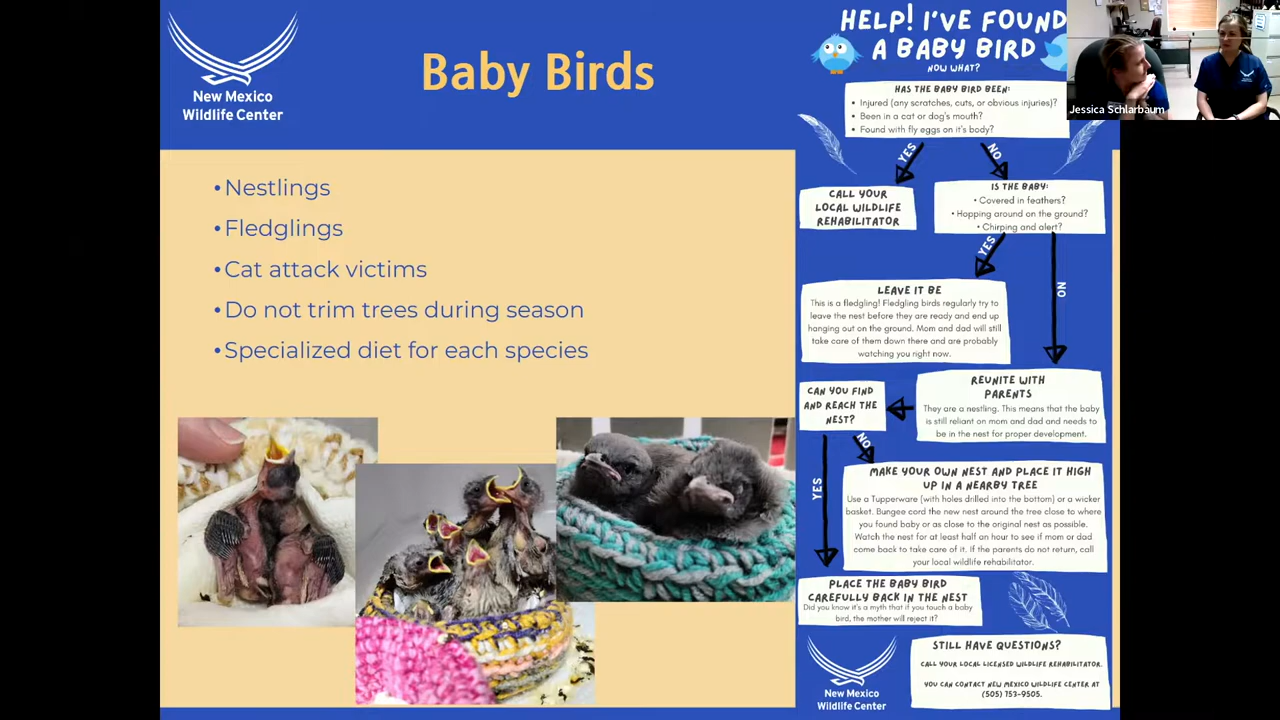 New Mexico
Wildlife Center
Baby Birds
• Nestlings
• Fledglings
• Cat attack victims
• Do not trim trees during season
• Specialized diet for each species
HELP! I'VE FOUND
A BABY BIRD
NOW WHAT?
HAS THE BABY BIRD BEEN:
• Injured (any scratches, cuts, or obvious injuries)?
• Been in a cat or dog's mouth?
• Found with fly eggs on it's body?
YES
NO
CALL YOUR
LOCAL WILDLIFE
REHABILITATOR
IS THE BABY:
• Covered in feathers?
• Hopping around on the ground?
• Chirping and alert?
YES
NO
LEAVE IT BE
This is a fledgling! Fledgling birds regularly try to
leave the nest before they are ready and end up
hanging out on the ground. Mom and dad will still
take care of them down there and are probably
watching you right now.
REUNITE WITH
PARENTS
They are a nestling. This means that the baby
is still reliant on mom and dad and needs to
be in the nest for proper development.
CAN YOU FIND
AND REACH THE
NEST?
NO
YES
MAKE YOUR OWN NEST AND PLACE IT HIGH
UP IN A NEARBY TREE
Use a Tupperware (with holes drilled into the bottom) or a wicker
basket. Bungee cord the new nest around the tree close to where
you found baby or as close to the original nest as possible.
Watch the nest for at least half an hour to see if mom or dad
come back to take care of it. If the parents do not return, call
your local wildlife rehabilitator.
PLACE THE BABY BIRD
CAREFULLY BACK IN THE NEST
Did you know it's a myth that if you touch a baby
bird, the mother will reject it?
New Mexico
Wildlife Center
STILL HAVE QUESTIONS?
CALL YOUR LOCAL LICENSED WILDLIFE REHABILITATOR.
YOU CAN CONTACT NEW MEXICO WILDLIFE CENTER AT
(505) 753-9505.
Jessica Schlarbaum